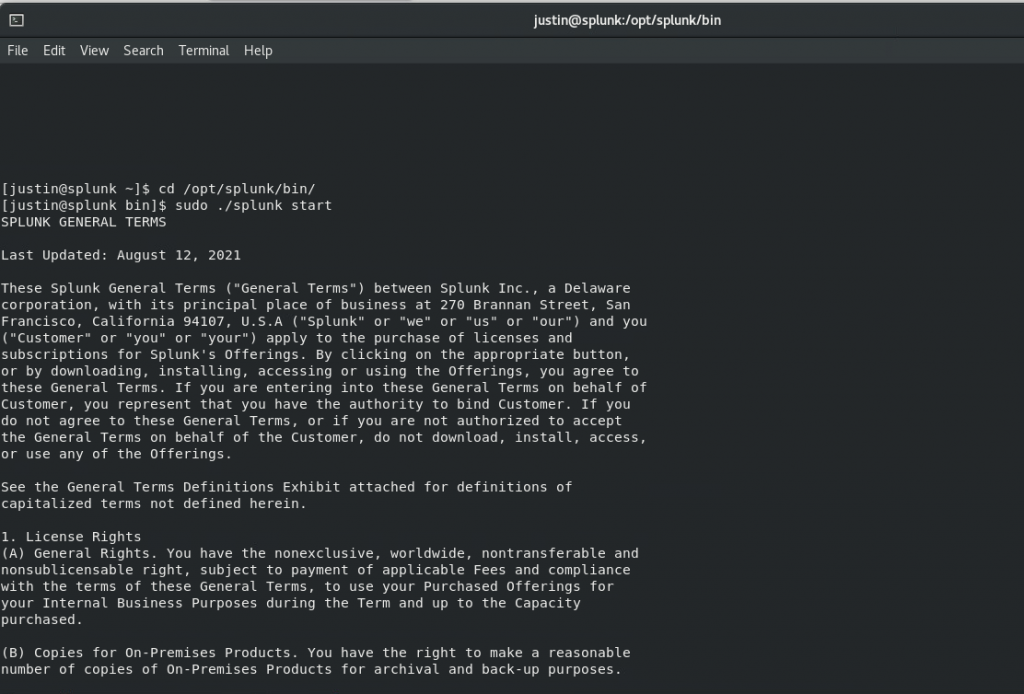 justin@splunk:/opt/splunk/bin
File Edit View Search Terminal Help
[justin@splunk ~]$ cd /opt/splunk/bin/
[justin@splunk bin]$ sudo ./splunk start
SPLUNK GENERAL TERMS
Last Updated: August 12, 2021
These Splunk General Terms ("General Terms") between Splunk Inc., a Delaware
corporation, with its principal place of business at 270 Brannan Street, San
Francisco, California 94107, U.S.A ("Splunk" or "we" or "us" or "our") and you
("Customer" or "you" or "your") apply to the purchase of licenses and
subscriptions for Splunk's Offerings. By clicking on the appropriate button,
or by downloading, installing, accessing or using the Offerings, you agree to
these General Terms. If you are entering into these General Terms on behalf of
Customer, you represent that you have the authority to bind Customer. If you
do not agree to these General Terms, or if you are not authorized to accept
the General Terms on behalf of the Customer, do not download, install, access,
or use any of the Offerings.
See the General Terms Definitions Exhibit attached for definitions of
capitalized terms not defined herein.
1. License Rights
(A) General Rights. You have the nonexclusive, worldwide, nontransferable and
nonsublicensable right, subject to payment of applicable Fees and compliance
with the terms of these General Terms, to use your Purchased Offerings for
your Internal Business Purposes during the Term and up to the Capacity
purchased.
(B) Copies for On-Premises Products. You have the right to make a reasonable
number of copies of On-Premises Products for archival and back-up purposes.